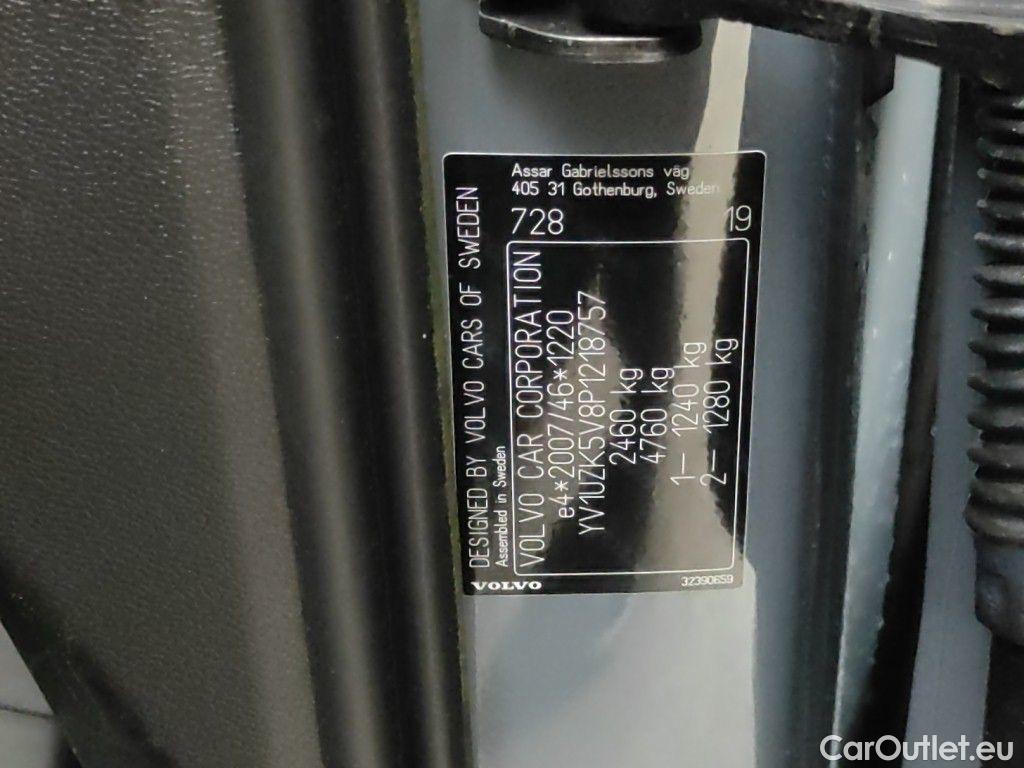 Assar Gabrielssons väg
405 31 Gothenburg, Sweden
728 19
DESIGNED BY VOLVO CARS OF SWEDEN
Assembled in Sweden
VOLVO CAR CORPORATION
e4*2007/46*1220
YV1UZK5V8P1218757
2460 kg
4760 kg
1– 1240 kg
2– 1280 kg
VOLVO
32390659
CarOutlet.eu